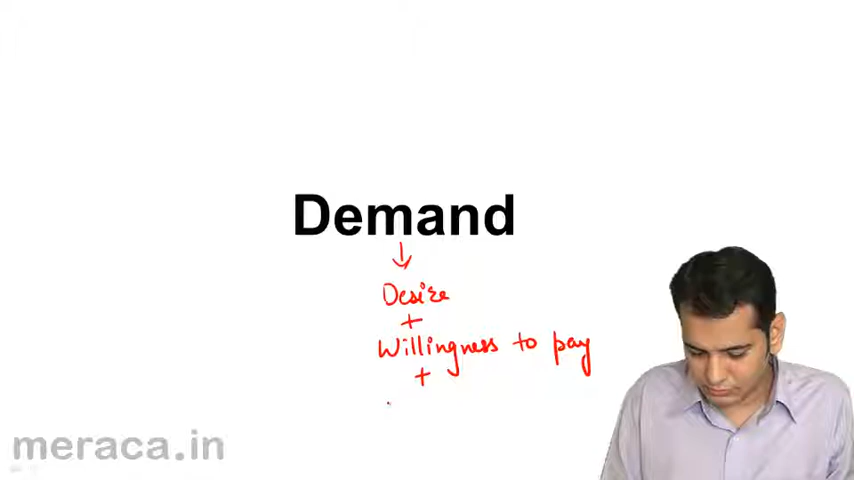 Demand
Desire
+
Willingness to pay
+
meraca.in